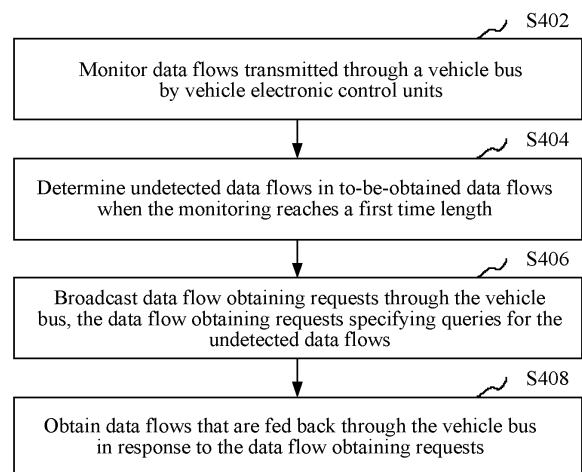 S402
Monitor data flows transmitted through a vehicle bus
by vehicle electronic control units
S404
Determine undetected data flows in to-be-obtained data flows
when the monitoring reaches a first time length
S406
Broadcast data flow obtaining requests through the vehicle
bus, the data flow obtaining requests specifying queries for the
undetected data flows
S408
Obtain data flows that are fed back through the vehicle bus
in response to the data flow obtaining requests